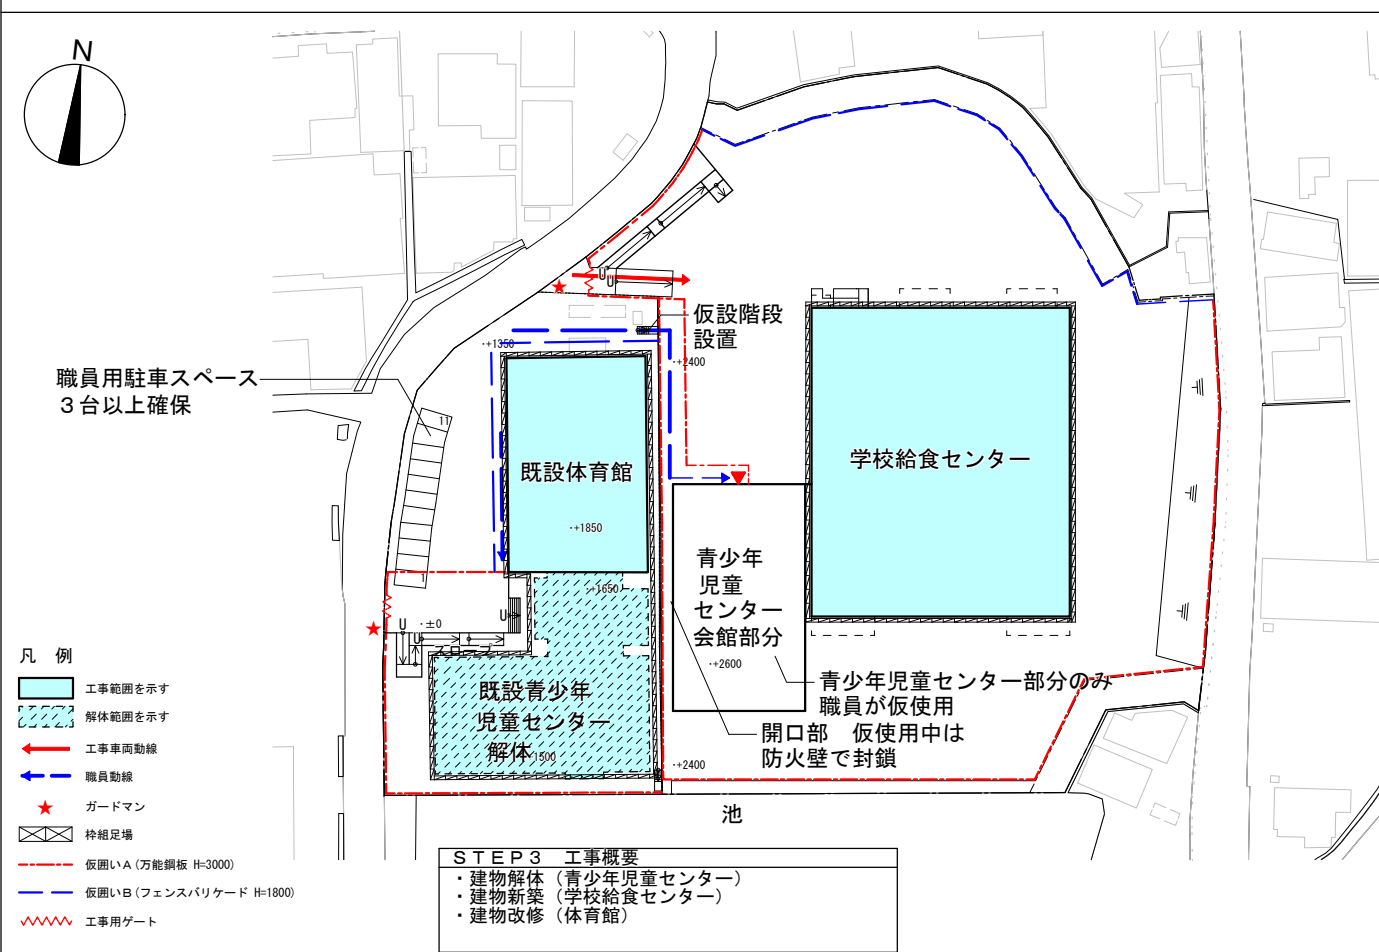 N
仮設階段
設置
・+1350
・+2400
職員用駐車スペース
３台以上確保
11
既設体育館
学校給食センター
・+1850
青少年
児童
センター
会館部分
・+1650
1
U
U
U
・±0
U
U
スロープ
・+2600
凡　例
既設青少年
児童センター
解体
・+1500
青少年児童センター部分のみ
職員が仮使用
開口部　仮使用中は
防火壁で封鎖
・+2400
池
工事範囲を示す
解体範囲を示す
工事車両動線
職員動線
ガードマン
枠組足場
仮囲いＡ(万能鋼板 H=3000)
仮囲いＢ(フェンスバリケード H=1800)
工事用ゲート
ＳＴＥＰ３　工事概要
・建物解体（青少年児童センター）
・建物新築（学校給食センター）
・建物改修（体育館）